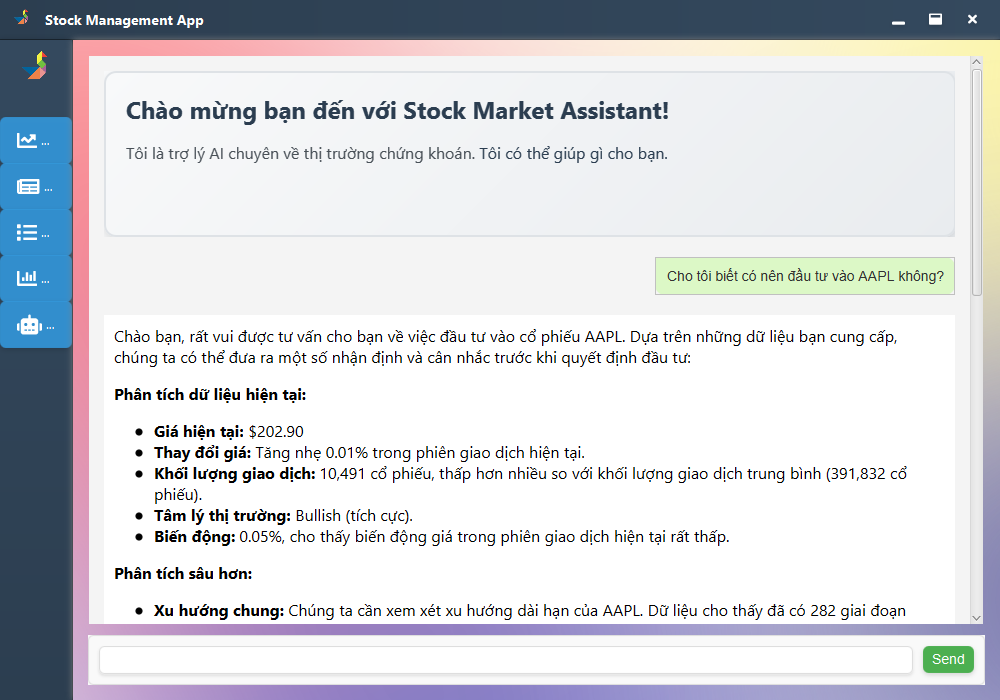 Stock Management App
...
...
...
...
...
Chào mừng bạn đến với Stock Market Assistant!
Tôi là trợ lý AI chuyên về thị trường chứng khoán. Tôi có thể giúp gì cho bạn.
Cho tôi biết có nên đầu tư vào AAPL không?
Chào bạn, rất vui được tư vấn cho bạn về việc đầu tư vào cổ phiếu AAPL. Dựa trên những dữ liệu bạn cung cấp,
chúng ta có thể đưa ra một số nhận định và cân nhắc trước khi quyết định đầu tư:
Phân tích dữ liệu hiện tại:
● Giá hiện tại: $202.90
● Thay đổi giá: Tăng nhẹ 0.01% trong phiên giao dịch hiện tại.
● Khối lượng giao dịch: 10,491 cổ phiếu, thấp hơn nhiều so với khối lượng giao dịch trung bình (391,832 cổ
phiếu).
● Tâm lý thị trường: Bullish (tích cực).
● Biến động: 0.05%, cho thấy biến động giá trong phiên giao dịch hiện tại rất thấp.
Phân tích sâu hơn:
● Xu hướng chung: Chúng ta cần xem xét xu hướng dài hạn của AAPL. Dữ liệu cho thấy đã có 282 giai đoạn
Send